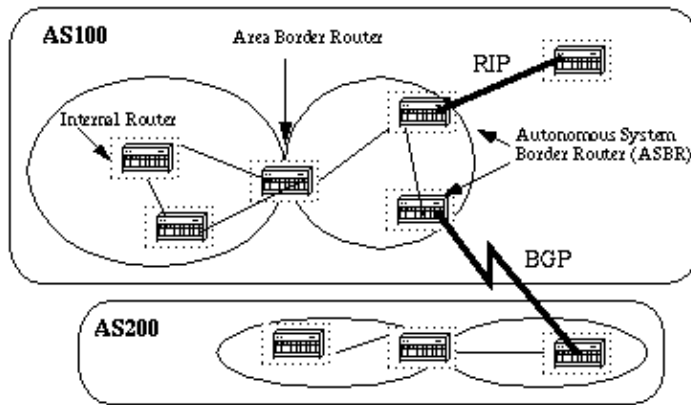 AS100
Area Border Router
RIP
Internal Router
Autonomous System
Border Router (ASBR)
BGP
AS200